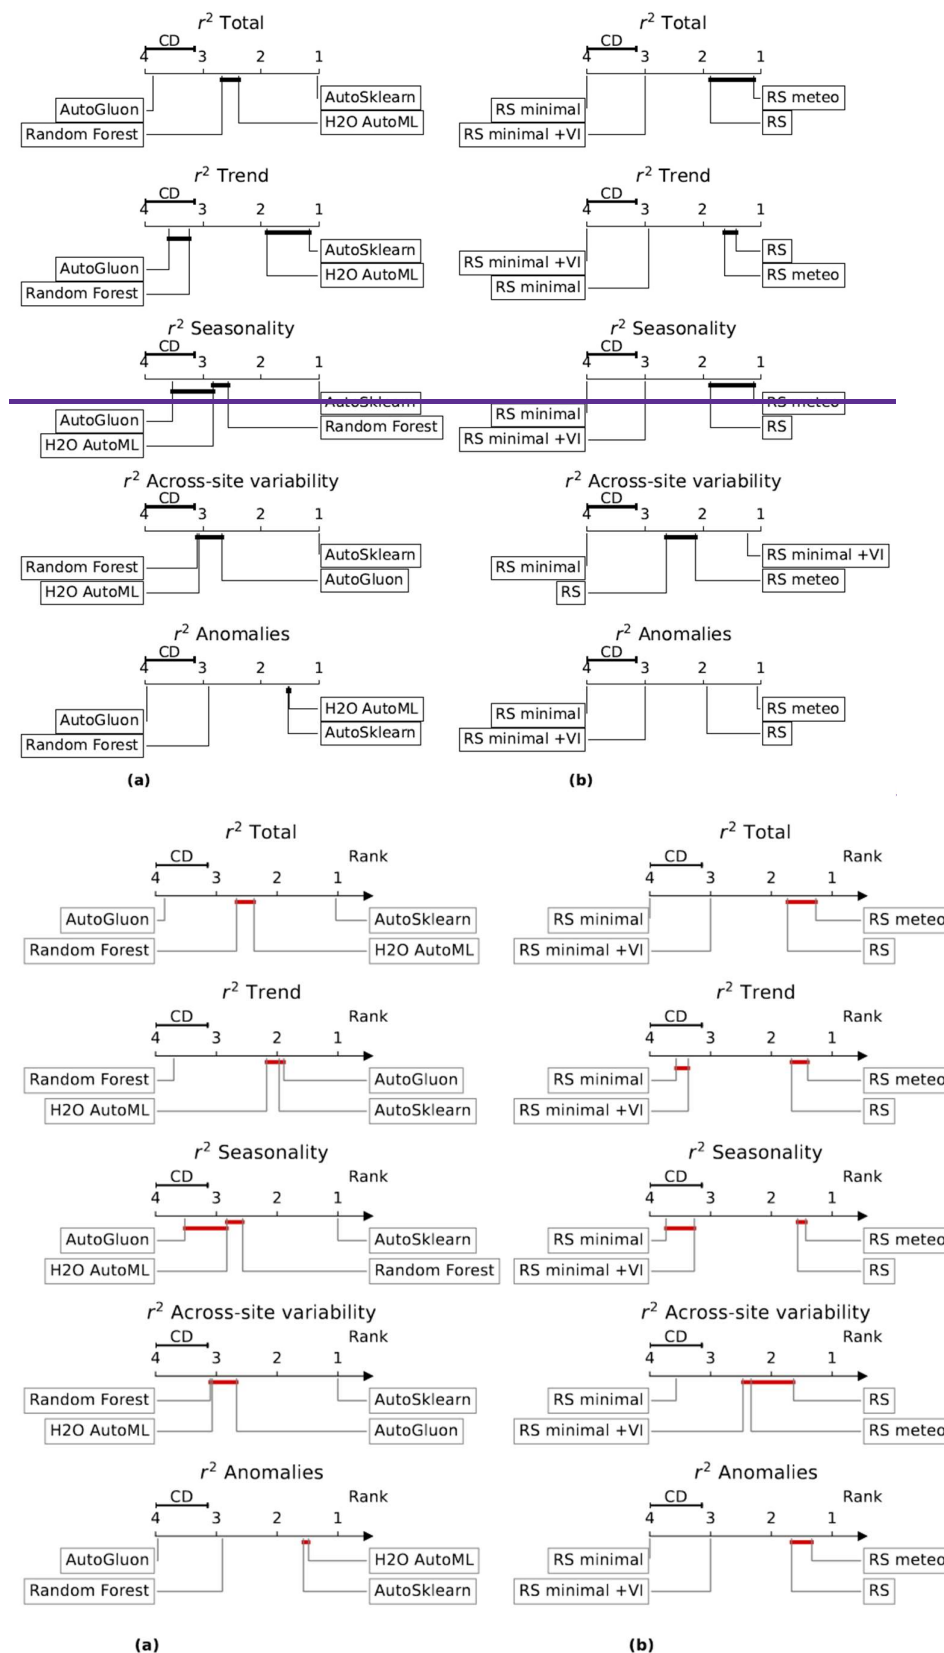 r² Total r² Total
CD CD
4 3 2 1 4 3 2 1
AutoGluon AutoSklearn RS minimal RS meteo
Random Forest H2O AutoML RS minimal +VI RS
r² Trend r² Trend
CD CD
4 3 2 1 4 3 2 1
AutoGluon AutoSklearn RS minimal +VI RS
Random Forest H2O AutoML RS minimal RS meteo
r² Seasonality r² Seasonality
CD CD
4 3 2 1 4 3 2 1
AutoGluon AutoSklearn RS minimal RS meteo
H2O AutoML Random Forest RS minimal +VI RS
r² Across-site variability r² Across-site variability
CD CD
4 3 2 1 4 3 2 1
Random Forest AutoSklearn RS minimal RS minimal +VI
H2O AutoML AutoGluon RS RS meteo
r² Anomalies r² Anomalies
CD CD
4 3 2 1 4 3 2 1
AutoGluon H2O AutoML RS minimal RS meteo
Random Forest AutoSklearn RS minimal +VI RS
(a) (b)
r² Total r² Total
CD Rank CD Rank
4 3 2 1 4 3 2 1
AutoGluon AutoSklearn RS minimal RS meteo
Random Forest H2O AutoML RS minimal +VI RS
r² Trend r² Trend
CD Rank CD Rank
4 3 2 1 4 3 2 1
Random Forest AutoGluon RS minimal RS meteo
H2O AutoML AutoSklearn RS minimal +VI RS
r² Seasonality r² Seasonality
CD Rank CD Rank
4 3 2 1 4 3 2 1
AutoGluon AutoSklearn RS minimal RS meteo
H2O AutoML Random Forest RS minimal +VI RS
r² Across-site variability r² Across-site variability
CD Rank CD Rank
4 3 2 1 4 3 2 1
Random Forest AutoSklearn RS minimal RS
H2O AutoML AutoGluon RS minimal +VI RS meteo
r² Anomalies r² Anomalies
CD Rank CD Rank
4 3 2 1 4 3 2 1
AutoGluon H2O AutoML RS minimal RS meteo
Random Forest AutoSklearn RS minimal +VI RS
(a) (b)